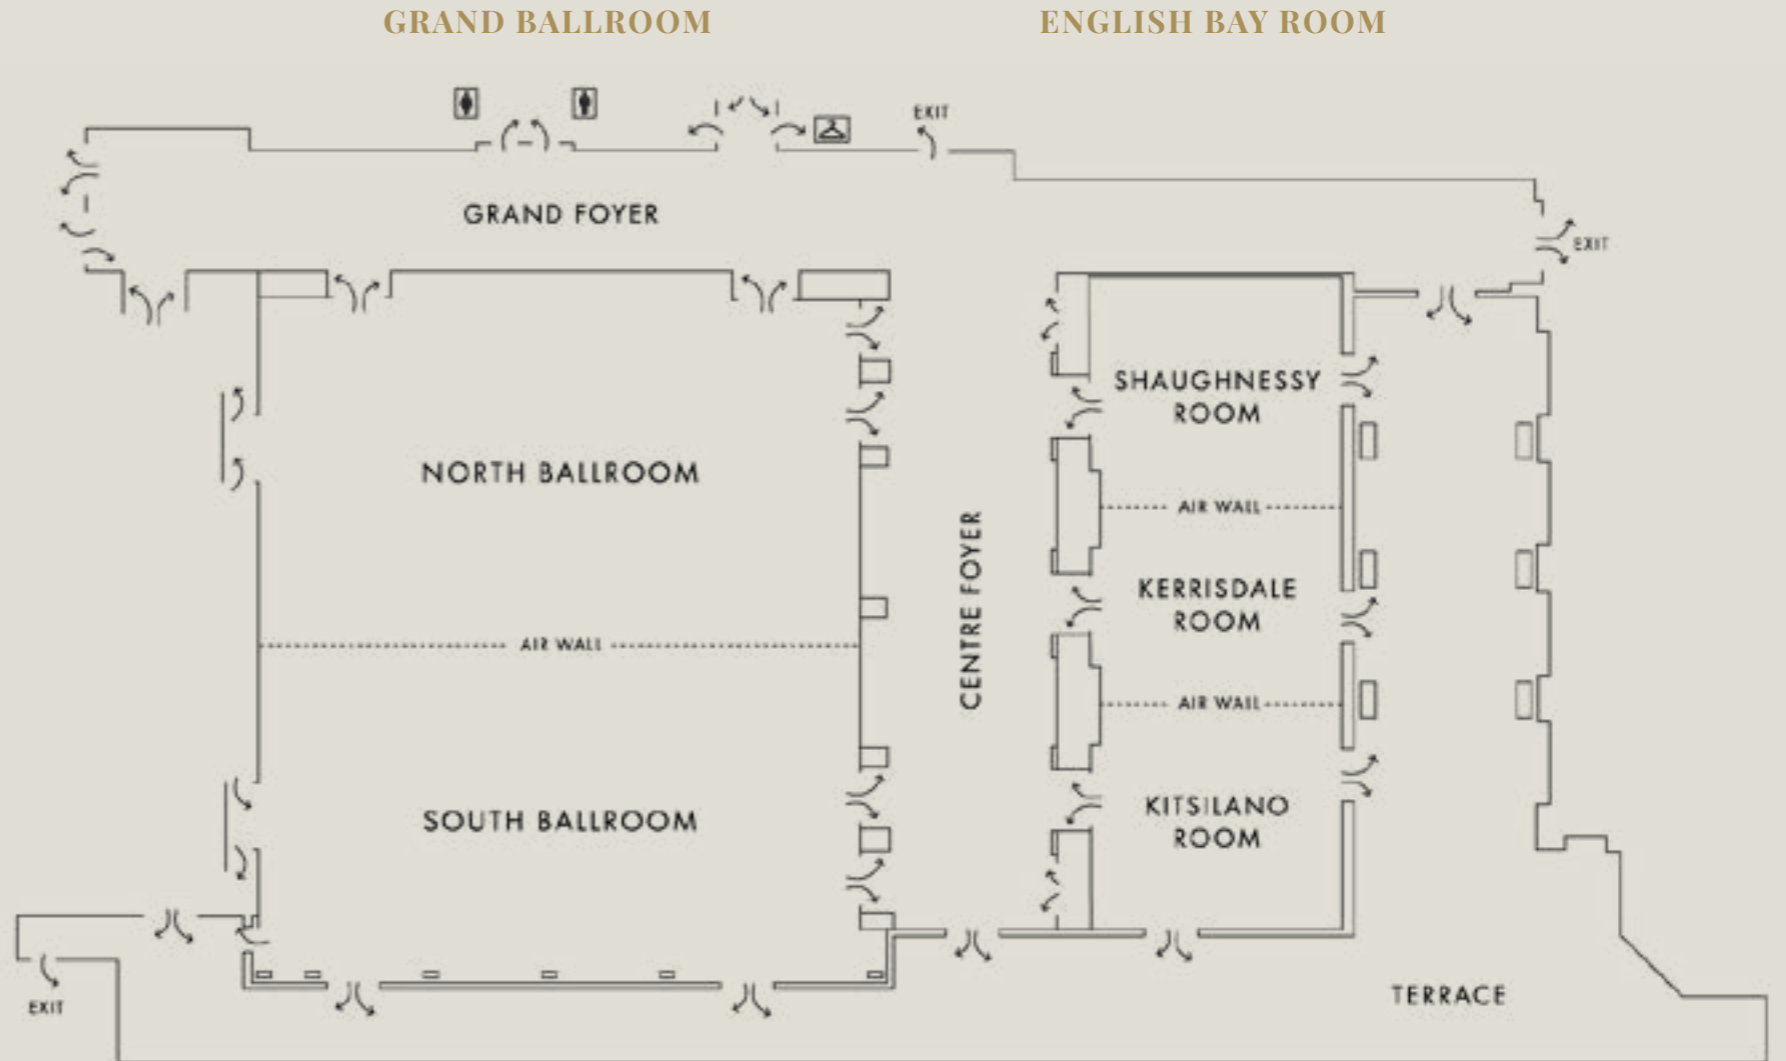 GRAND BALLROOM
ENGLISH BAY ROOM
EXIT
GRAND FOYER
EXIT
SHAUGHNESSY
ROOM
NORTH BALLROOM
AIR WALL
CENTRE FOYER
KERRISDALE
ROOM
AIR WALL
AIR WALL
SOUTH BALLROOM
KITSILANO
ROOM
TERRACE
EXIT